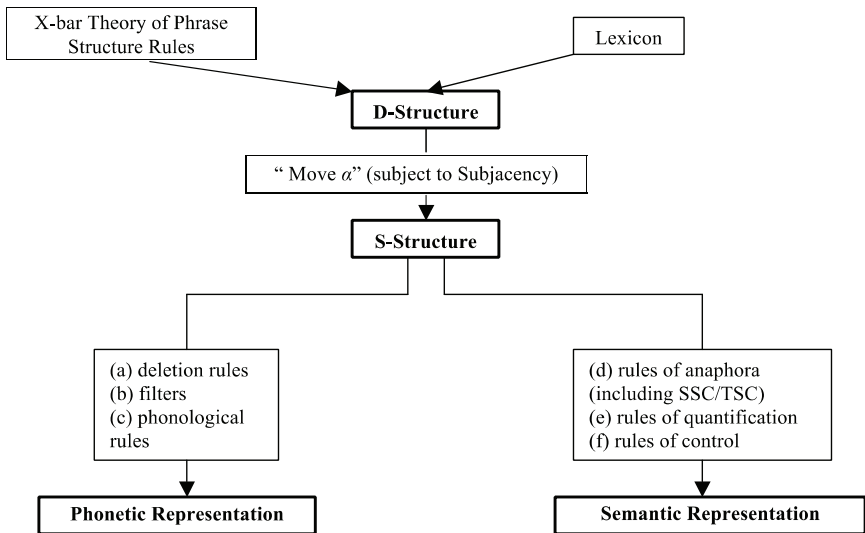 X-bar Theory of Phrase
Structure Rules
Lexicon
D-Structure
“ Move α” (subject to Subjacency)
S-Structure
(a) deletion rules
(b) filters
(c) phonological
rules
(d) rules of anaphora
(including SSC/TSC)
(e) rules of quantification
(f) rules of control
Phonetic Representation
Semantic Representation